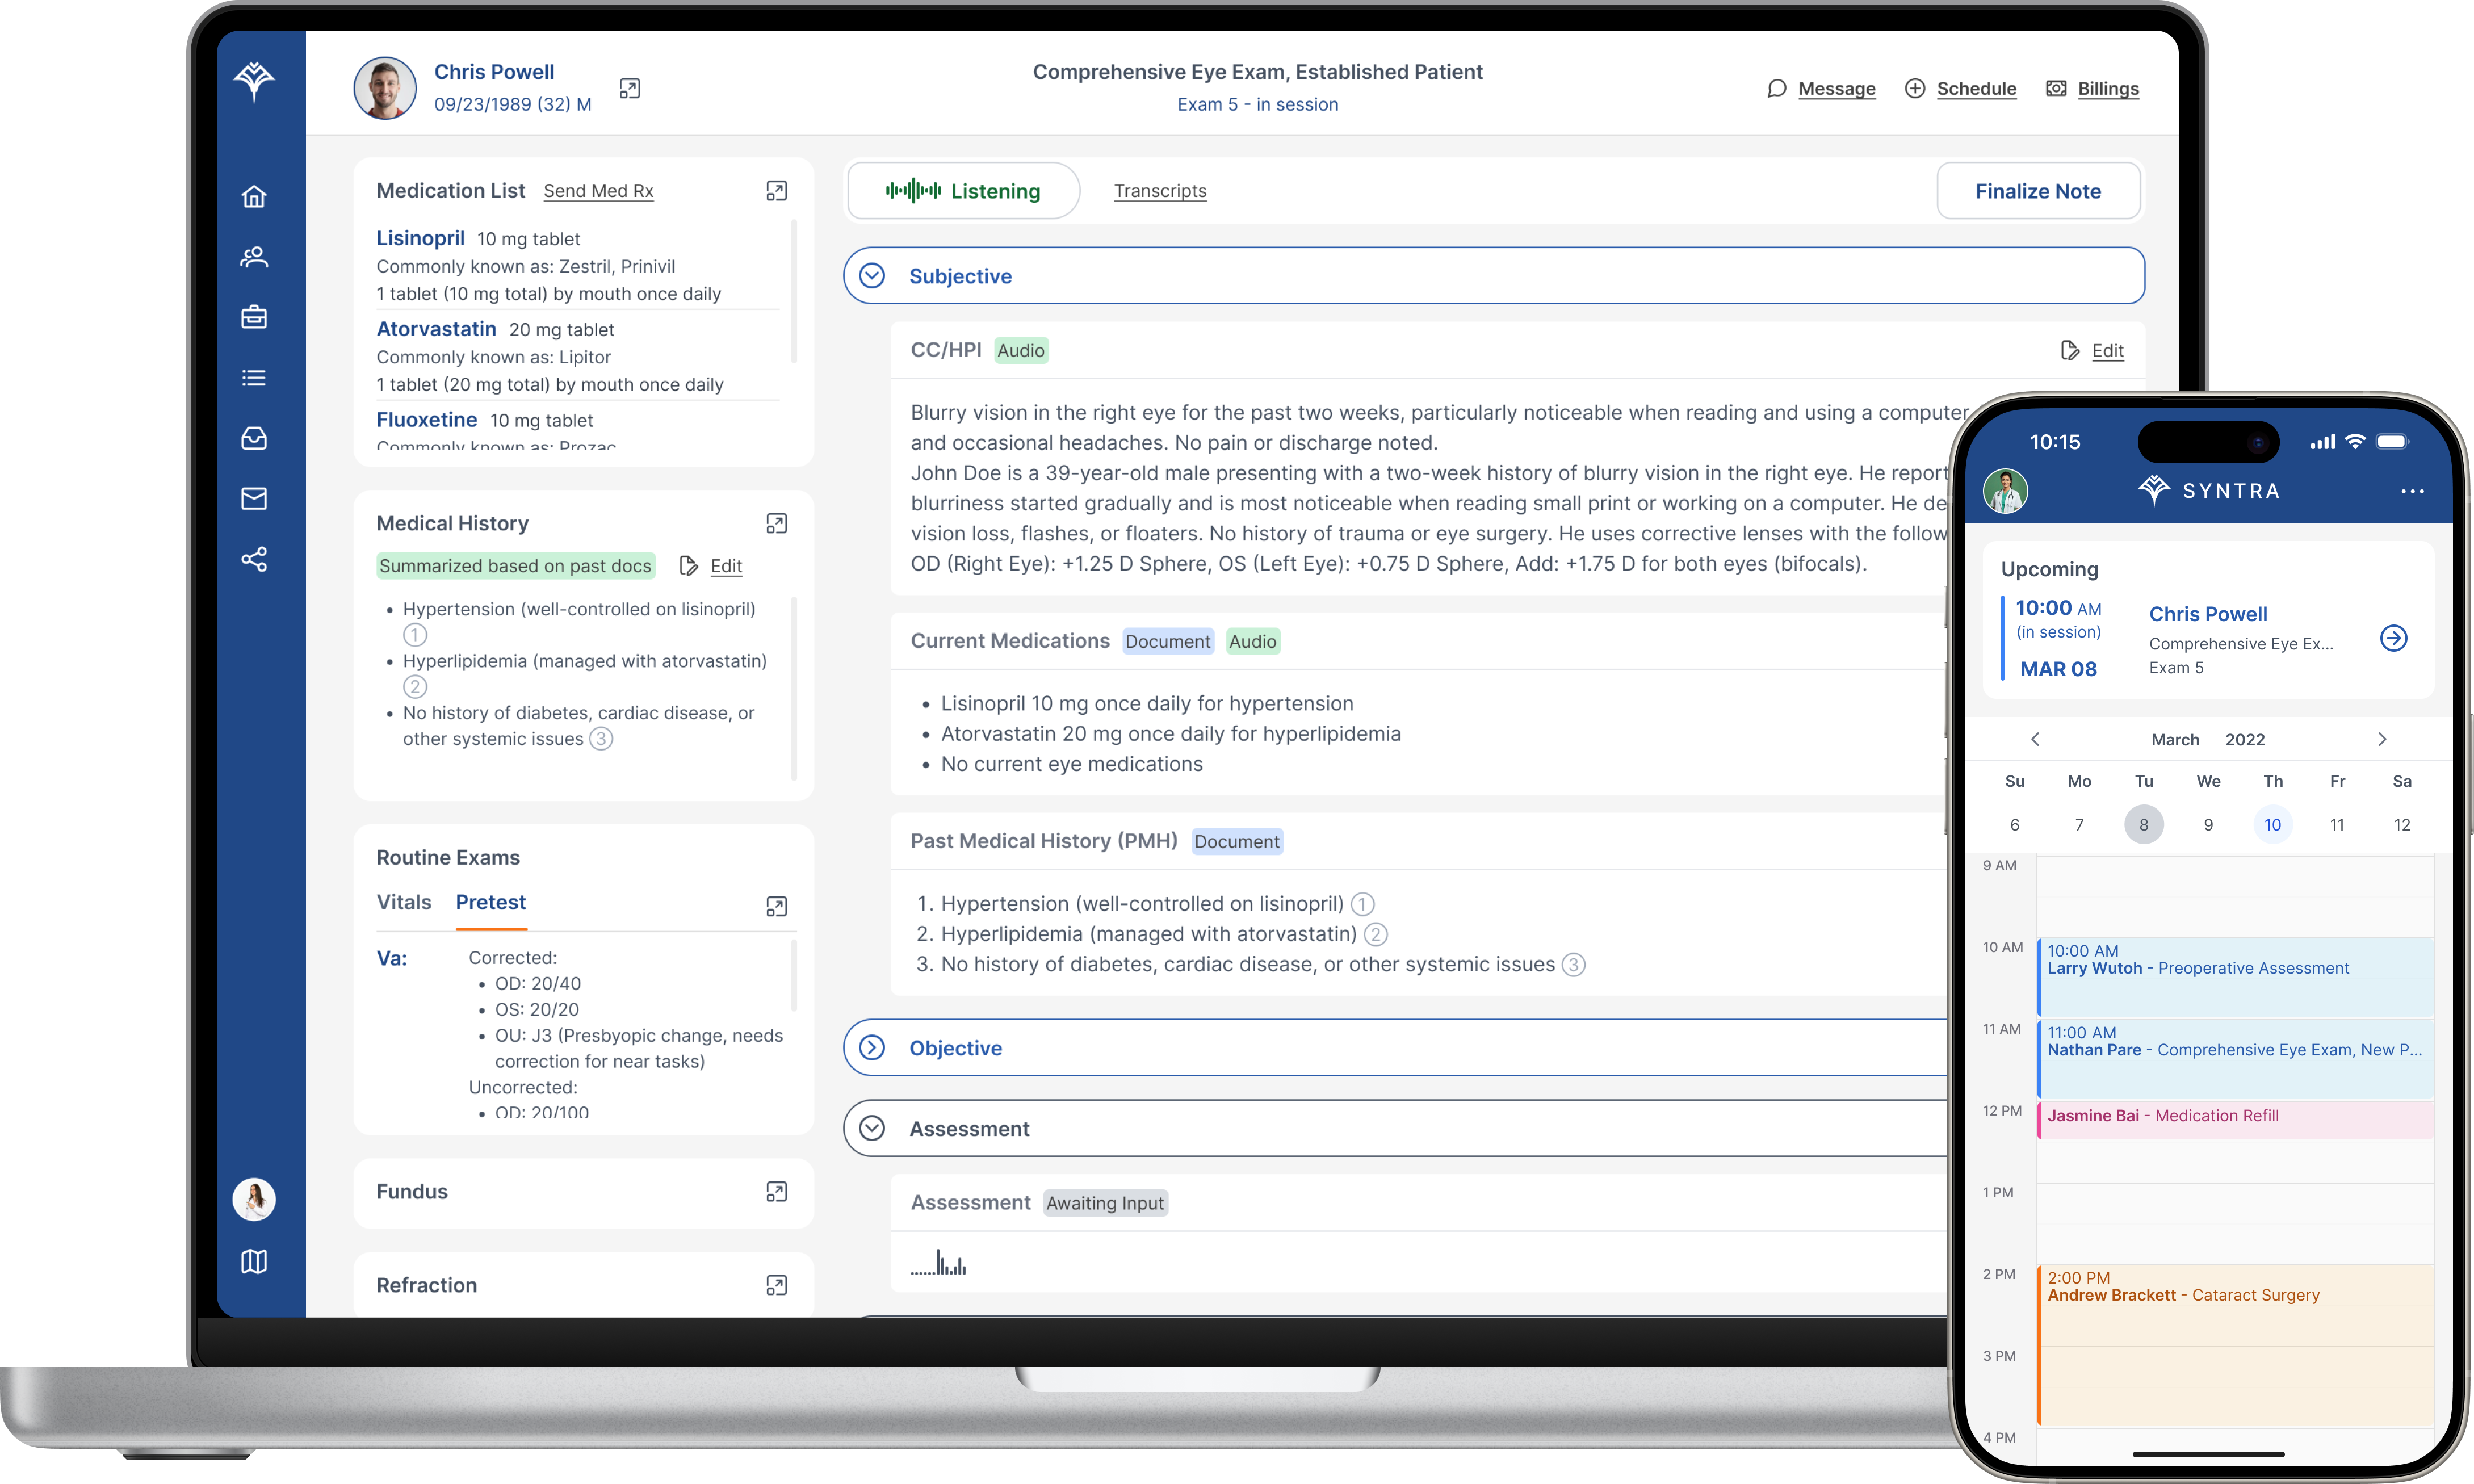 Chris Powell
09/23/1989 (32) M
Comprehensive Eye Exam, Established Patient
Exam 5 - in session
Message
Schedule
Billings
Medication List Send Med Rx
Lisinopril 10 mg tablet
Commonly known as: Zestril, Prinivil
1 tablet (10 mg total) by mouth once daily
Atorvastatin 20 mg tablet
Commonly known as: Lipitor
1 tablet (20 mg total) by mouth once daily
Fluoxetine 10 mg tablet
Commonly known as: Prozac
Medical History
Summarized based on past docs Edit
• Hypertension (well-controlled on lisinopril)
1
• Hyperlipidemia (managed with atorvastatin)
2
• No history of diabetes, cardiac disease, or
other systemic issues 3
Routine Exams
Vitals Pretest
Va: Corrected:
• OD: 20/40
• OS: 20/20
• OU: J3 (Presbyopic change, needs
correction for near tasks)
Uncorrected:
• OD: 20/100
Fundus
Refraction
Listening Transcripts Finalize Note
Subjective
CC/HPI Audio Edit
Blurry vision in the right eye for the past two weeks, particularly noticeable when reading and using a computer
and occasional headaches. No pain or discharge noted.
John Doe is a 39-year-old male presenting with a two-week history of blurry vision in the right eye. He report
blurriness started gradually and is most noticeable when reading small print or working on a computer. He de
vision loss, flashes, or floaters. No history of trauma or eye surgery. He uses corrective lenses with the follow
OD (Right Eye): +1.25 D Sphere, OS (Left Eye): +0.75 D Sphere, Add: +1.75 D for both eyes (bifocals).
Current Medications Document Audio
• Lisinopril 10 mg once daily for hypertension
• Atorvastatin 20 mg once daily for hyperlipidemia
• No current eye medications
Past Medical History (PMH) Document
1. Hypertension (well-controlled on lisinopril) 1
2. Hyperlipidemia (managed with atorvastatin) 2
3. No history of diabetes, cardiac disease, or other systemic issues 3
Objective
Assessment
Assessment Awaiting Input
10:15
SYNTRA
Upcoming
10:00 AM
(in session)
MAR 08
Chris Powell
Comprehensive Eye Ex...
Exam 5
March 2022
Su Mo Tu We Th Fr Sa
6 7 8 9 10 11 12
9 AM
10 AM
10:00 AM
Larry Wutoh - Preoperative Assessment
11 AM
11:00 AM
Nathan Pare - Comprehensive Eye Exam, New P...
12 PM
Jasmine Bai - Medication Refill
1 PM
2 PM
2:00 PM
Andrew Brackett - Cataract Surgery
3 PM
4 PM